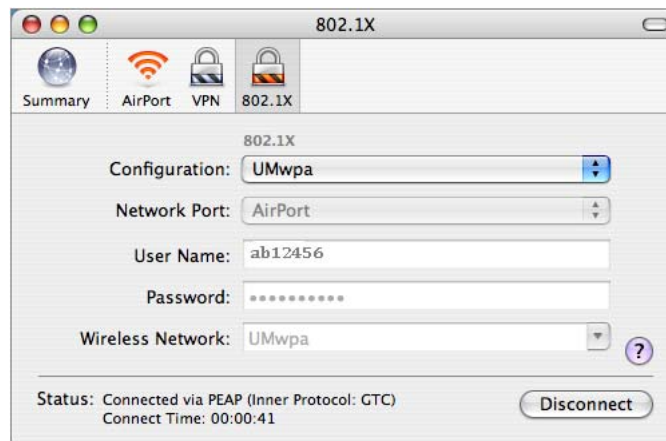 802.1X
Summary AirPort VPN 802.1X
802.1X
Configuration: UMwpa
Network Port: AirPort
User Name: ab12456
Password: ••••••••••
Wireless Network: UMwpa
?
Status: Connected via PEAP (Inner Protocol: GTC)
Connect Time: 00:00:41
Disconnect